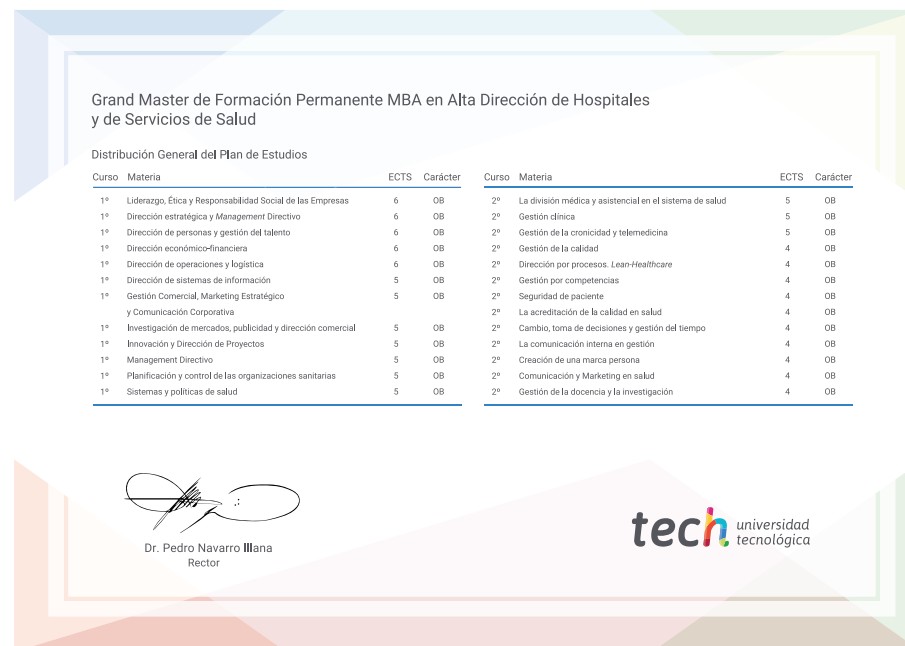 Grand Master de Formación Permanente MBA en Alta Dirección de Hospitales
y de Servicios de Salud
Distribución General del Plan de Estudios
Curso Materia ECTS Carácter
1º Liderazgo, Ética y Responsabilidad Social de las Empresas 6 OB
1º Dirección estratégica y Management Directivo 6 OB
1º Dirección de personas y gestión del talento 6 OB
1º Dirección económico-financiera 6 OB
1º Dirección de operaciones y logística 6 OB
1º Dirección de sistemas de información 5 OB
1º Gestión Comercial, Marketing Estratégico 5 OB
y Comunicación Corporativa
1º Investigación de mercados, publicidad y dirección comercial 5 OB
1º Innovación y Dirección de Proyectos 5 OB
1º Management Directivo 5 OB
1º Planificación y control de las organizaciones sanitarias 5 OB
1º Sistemas y políticas de salud 5 OB
Curso Materia ECTS Carácter
2º La división médica y asistencial en el sistema de salud 5 OB
2º Gestión clínica 5 OB
2º Gestión de la cronicidad y telemedicina 5 OB
2º Gestión de la calidad 4 OB
2º Dirección por procesos. Lean-Healthcare 4 OB
2º Gestión por competencias 4 OB
2º Seguridad de paciente 4 OB
2º La acreditación de la calidad en salud 4 OB
2º Cambio, toma de decisiones y gestión del tiempo 4 OB
2º La comunicación interna en gestión 4 OB
2º Creación de una marca persona 4 OB
2º Comunicación y Marketing en salud 4 OB
2º Gestión de la docencia y la investigación 4 OB
Dr. Pedro Navarro Illana
Rector
tech universidad
tecnológica